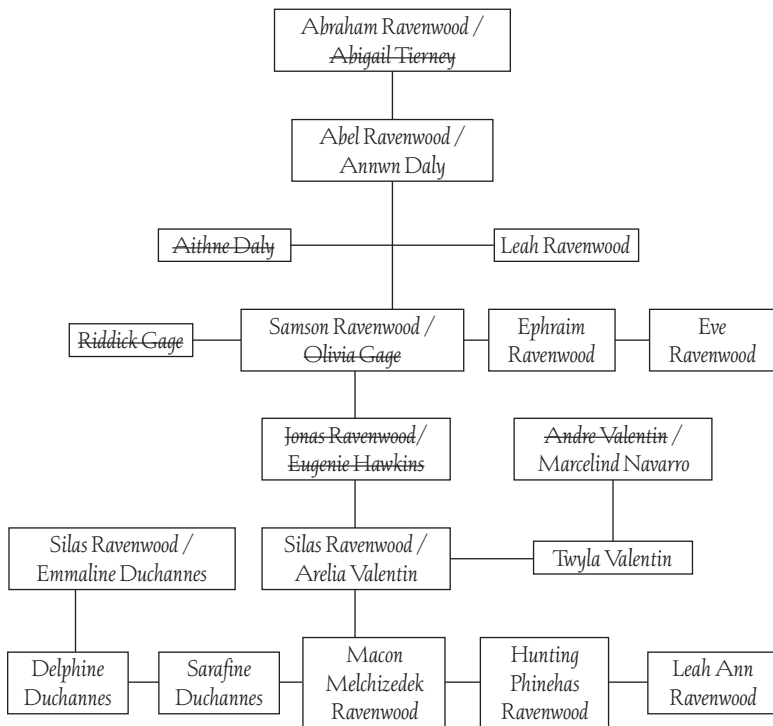 Abraham Ravenwood /
Abigail Tierney
Abel Ravenwood /
Annwn Daly
Aithne Daly
Leah Ravenwood
Riddick Gage
Samson Ravenwood /
Olivia Gage
Ephraim
Ravenwood
Eve
Ravenwood
Jonas Ravenwood/
Eugenie Hawkins
Andre Valentin /
Marcelind Navarro
Silas Ravenwood /
Emmaline Duchannes
Silas Ravenwood /
Arelia Valentin
Twyla Valentin
Delphine
Duchannes
Sarafine
Duchannes
Macon
Melchizedek
Ravenwood
Hunting
Phinehas
Ravenwood
Leah Ann
Ravenwood